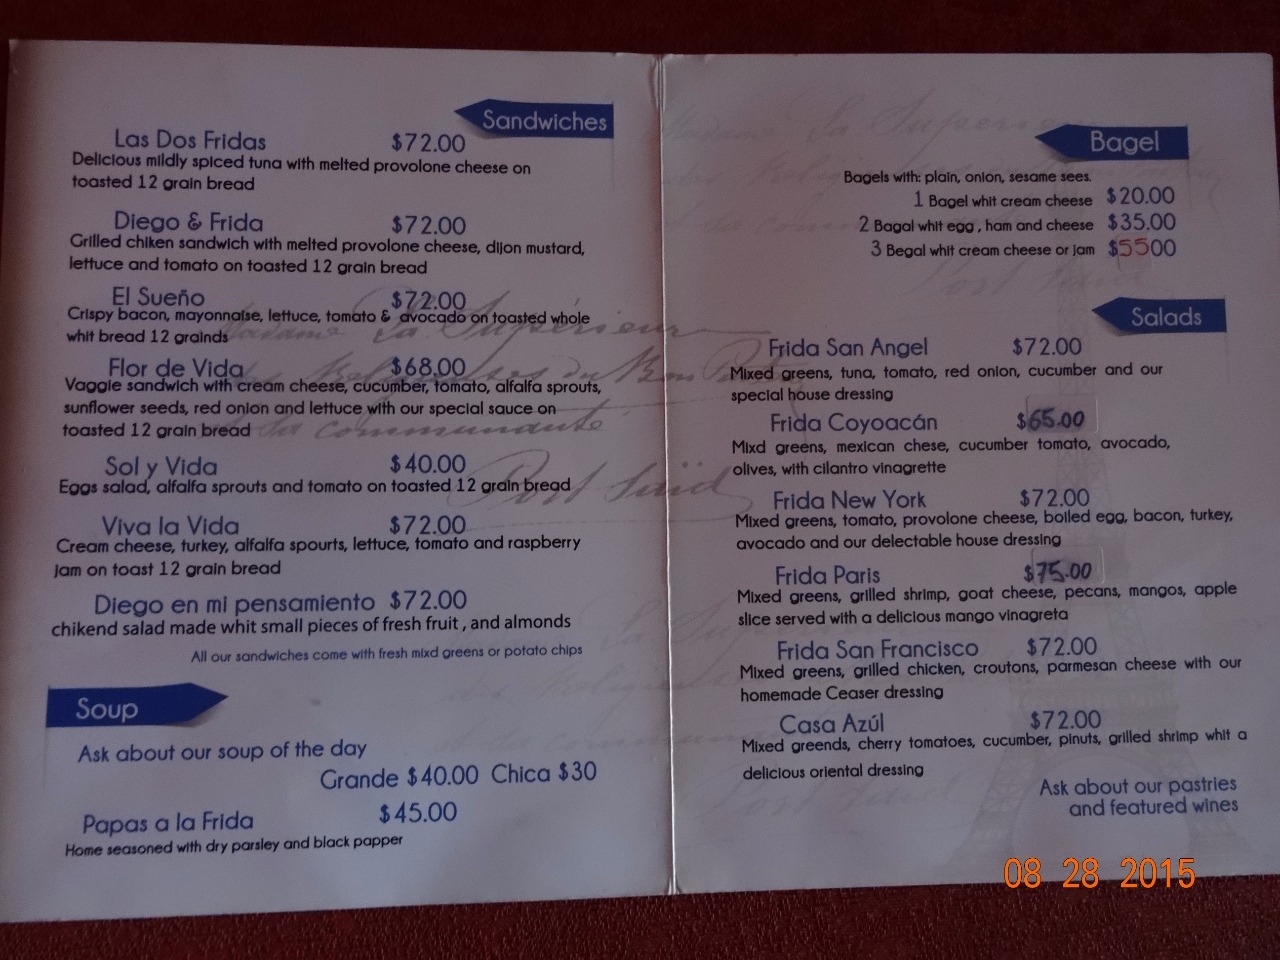 Sandwiches
Las Dos Fridas $72.00
Delicious mildly spiced tuna with melted provolone cheese on
toasted 12 grain bread
Diego & Frida $72.00
Grilled chiken sandwich with melted provolone cheese, dijon mustard,
lettuce and tomato on toasted 12 grain bread
El Sueño $72.00
Crispy bacon, mayonnaise, lettuce, tomato & avocado on toasted whole
whit bread 12 grainds
Flor de Vida $68.00
Vaggie sandwich with cream cheese, cucumber, tomato, alfalfa sprouts,
sunflower seeds, red onion and lettuce with our special sauce on
toasted 12 grain bread
Sol y Vida $40.00
Eggs salad, alfalfa sprouts and tomato on toasted 12 grain bread
Viva la Vida $72.00
Cream cheese, turkey, alfalfa spourts, lettuce, tomato and raspberry
jam on toast 12 grain bread
Diego en mi pensamiento $72.00
chikend salad made whit small pieces of fresh fruit , and almonds
All our sandwiches come with fresh mixd greens or potato chips
Soup
Ask about our soup of the day
Grande $40.00 Chica $30
Papas a la Frida $45.00
Home seasoned with dry parsley and black papper
Bagel
Bagels with: plain, onion, sesame sees.
1 Bagel whit cream cheese $20.00
2 Bagal whit egg , ham and cheese $35.00
3 Begal whit cream cheese or jam $5500
Salads
Frida San Angel $72.00
Mixed greens, tuna, tomato, red onion, cucumber and our
special house dressing
Frida Coyoacán $65.00
Mixd greens, mexican chese, cucumber tomato, avocado,
olives, with cilantro vinagrette
Frida New York $72.00
Mixed greens, tomato, provolone cheese, boiled egg, bacon, turkey,
avocado and our delectable house dressing
Frida Paris $75.00
Mixed greens, grilled shrimp, goat cheese, pecans, mangos, apple
slice served with a delicious mango vinagreta
Frida San Francisco $72.00
Mixed greens, grilled chicken, croutons, parmesan cheese with our
homemade Ceaser dressing
Casa Azúl $72.00
Mixed greends, cherry tomatoes, cucumber, pinuts, grilled shrimp whit a
delicious oriental dressing
Ask about our pastries
and featured wines
08 28 2015